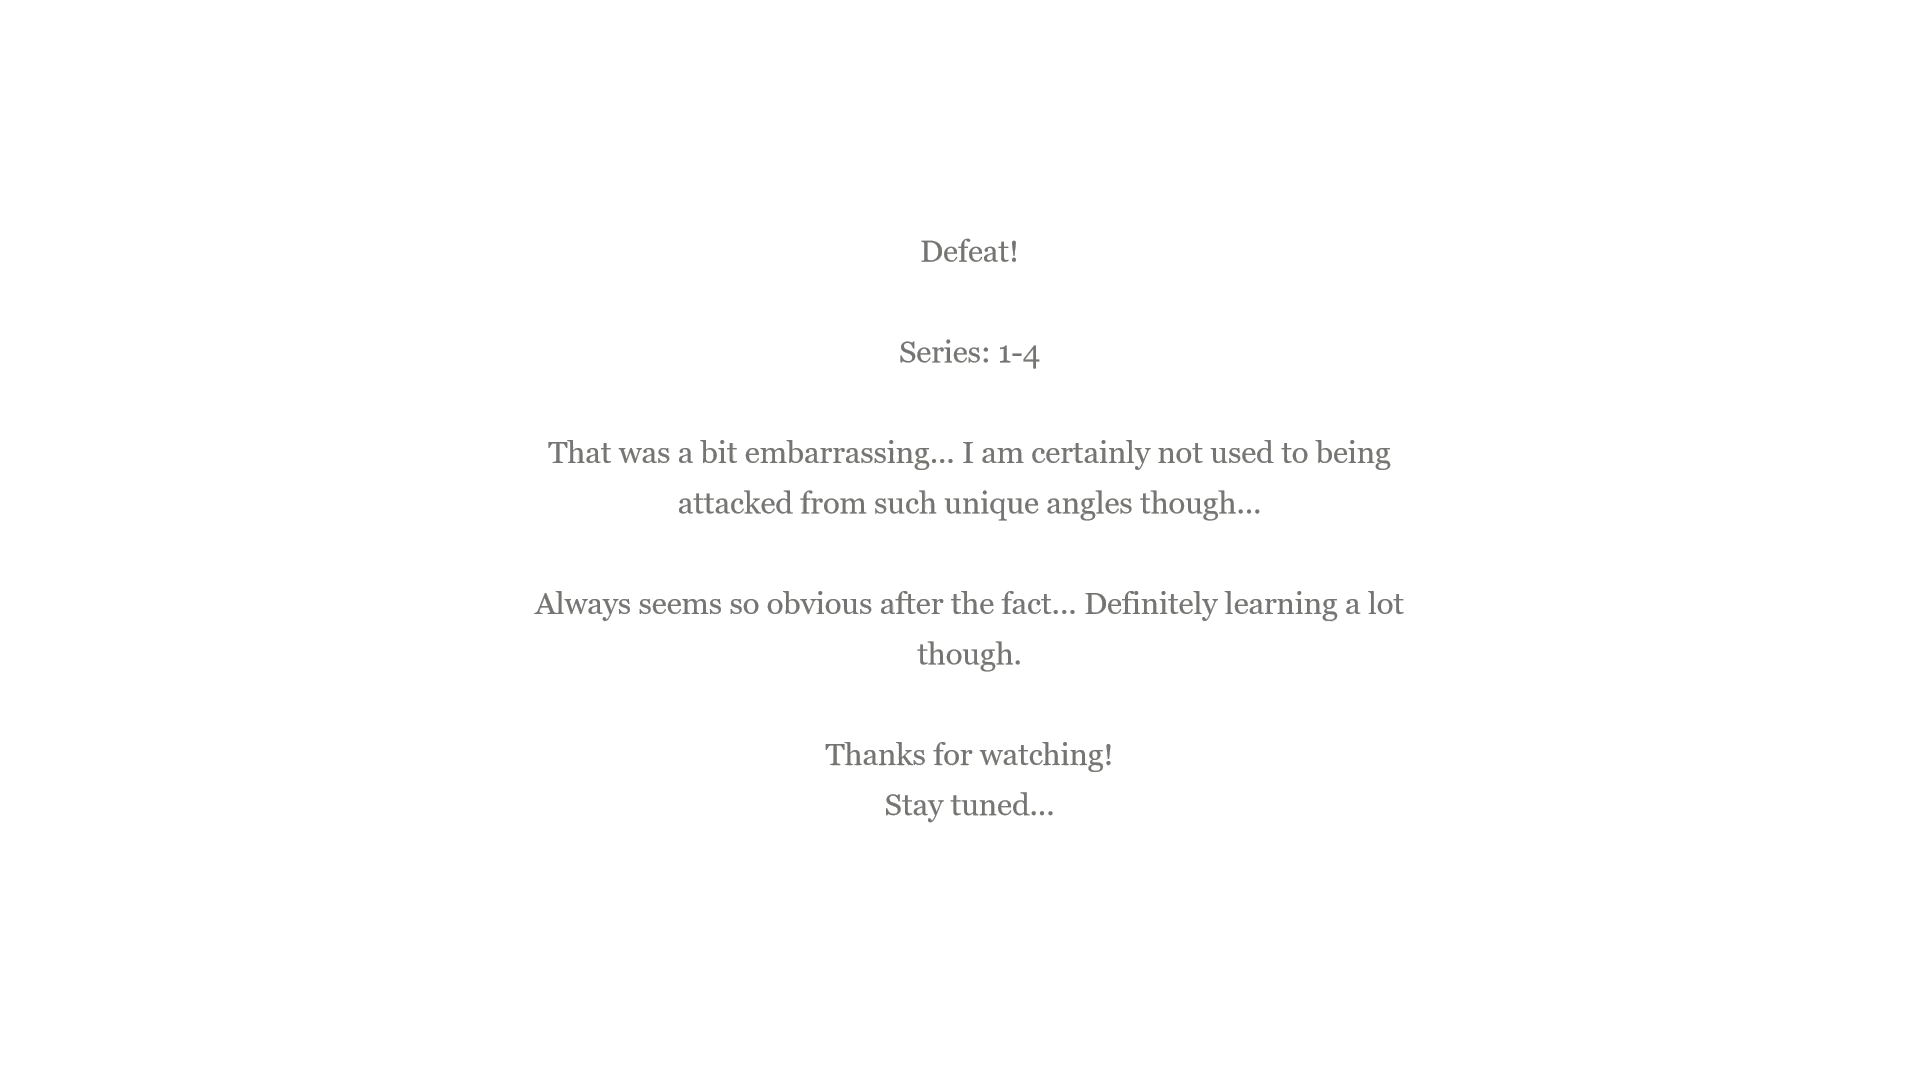 Defeat!
Series: 1-4
That was a bit embarrassing... I am certainly not used to being
attacked from such unique angles though...
Always seems so obvious after the fact... Definitely learning a lot
though.
Thanks for watching!
Stay tuned...